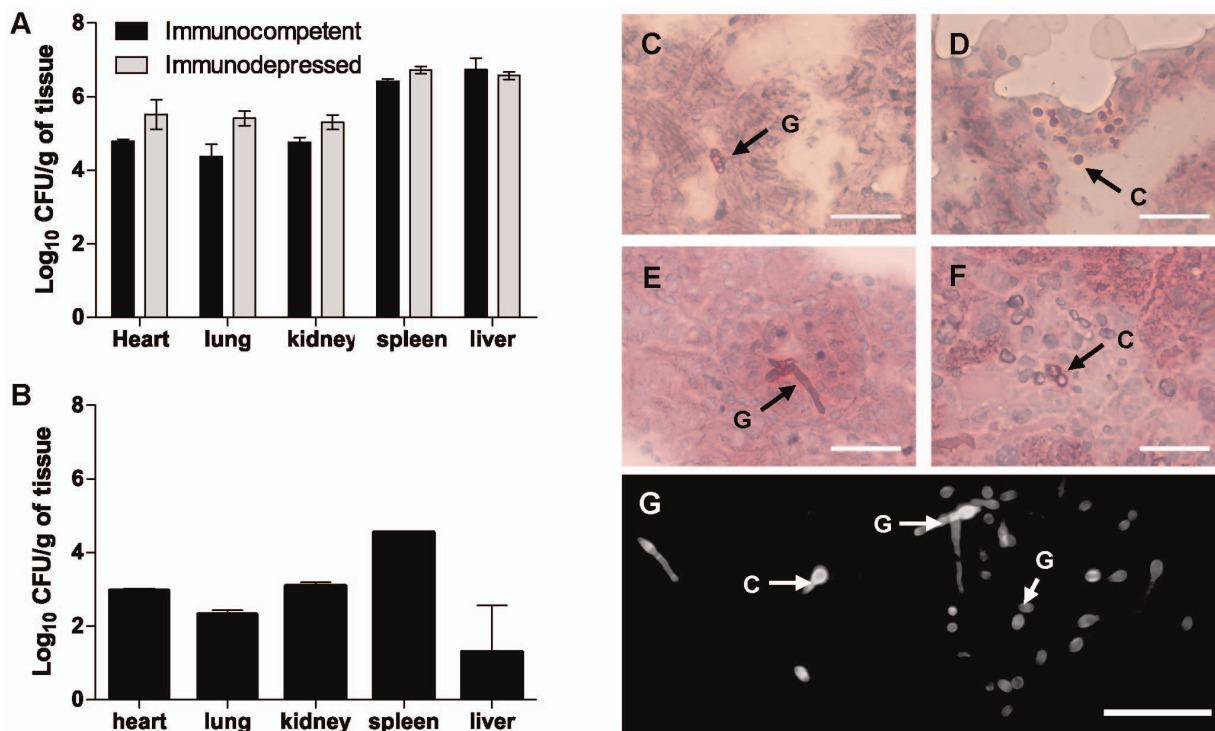 A
Log10 CFU/g of tissue
8
6
4
2
0
Immunocompetent
Immunodepressed
Heart lung kidney spleen liver
B
Log10 CFU/g of tissue
8
6
4
2
0
heart lung kidney spleen liver
C
G
D
C
E
G
F
C
G
G
C
G